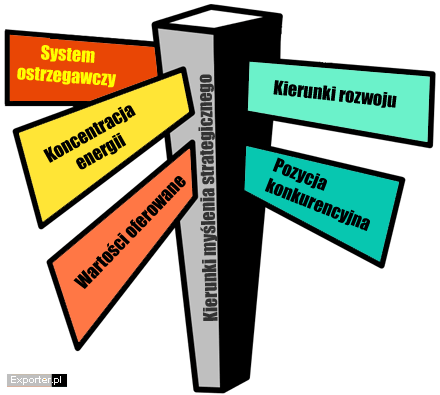 System
ostrzegawczy
Koncentracja
energii
Wartości oferowane
Kierunki myślenia strategicznego
Kierunki rozwoju
Pozycja
konkurencyjna
Exporter.pl